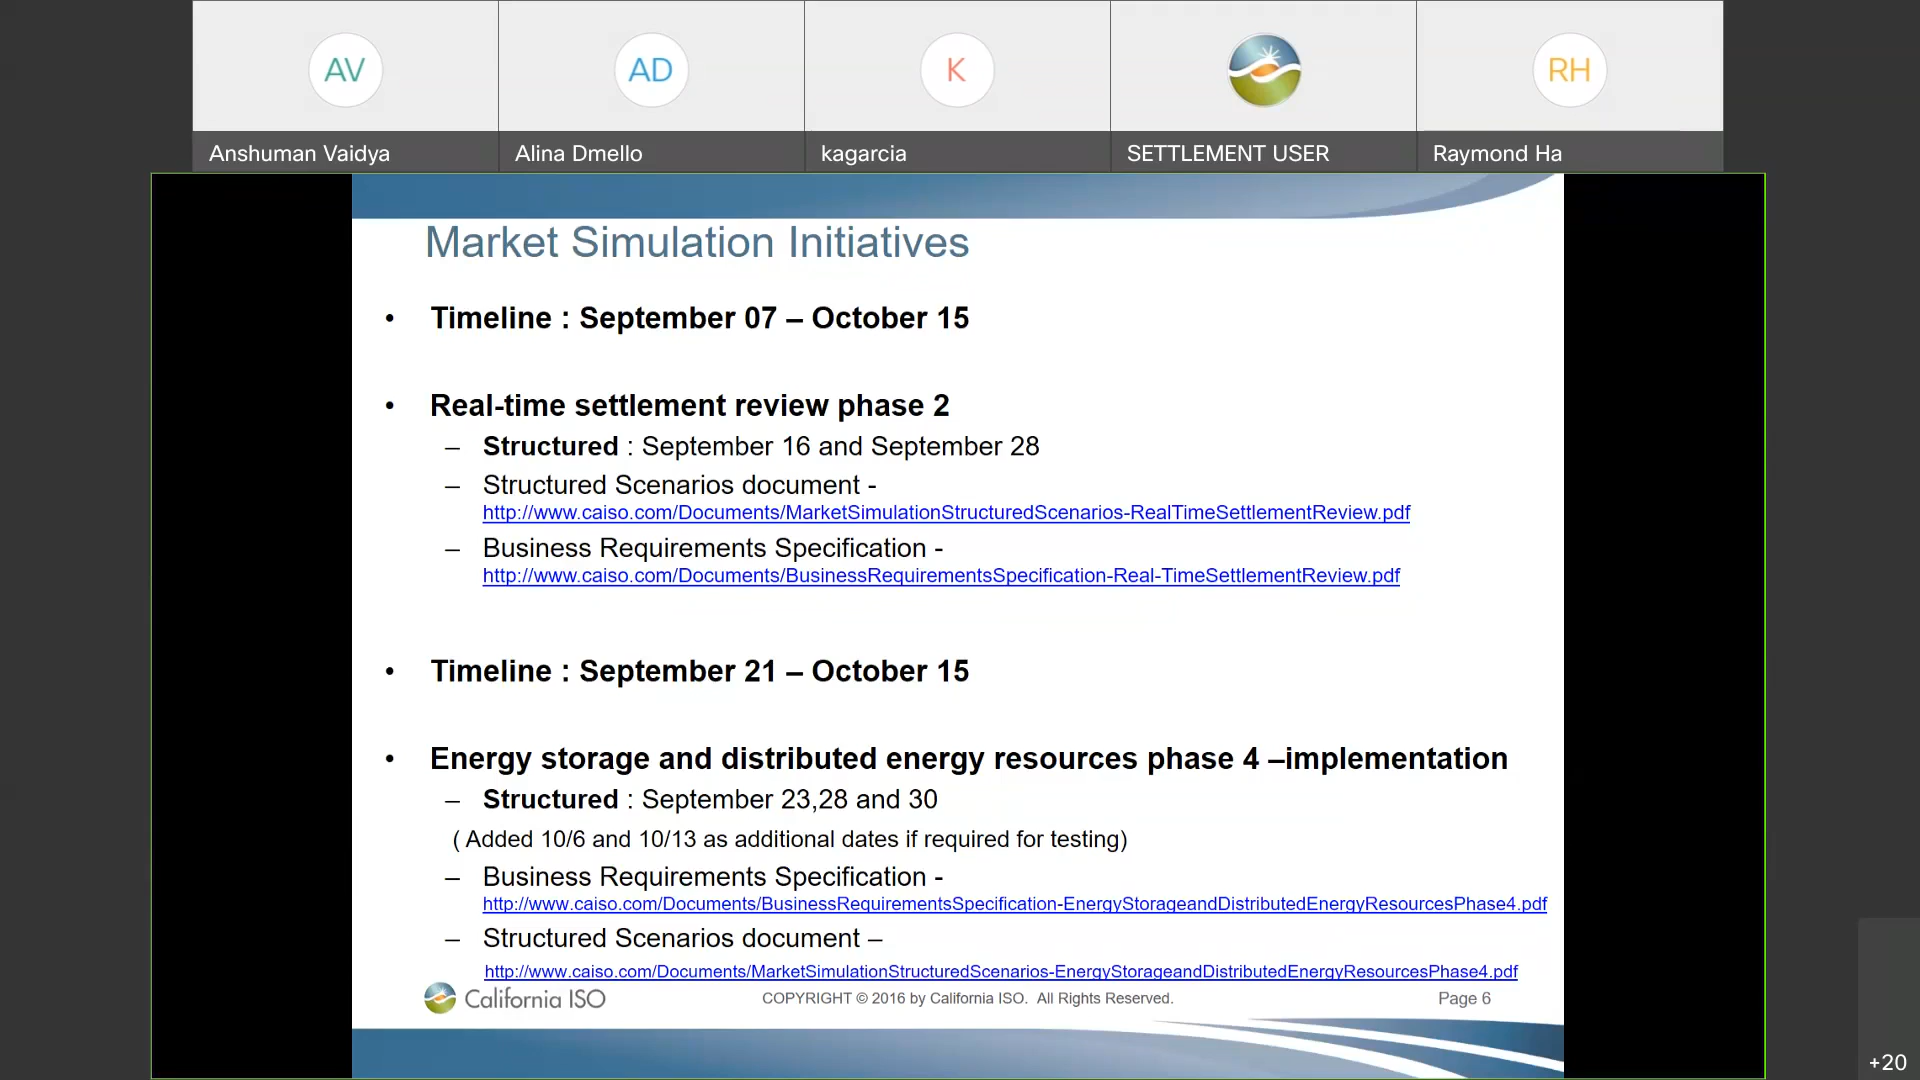 AV
AD
K
RH
Anshuman Vaidya
Alina Dmello
kagarcia
SETTLEMENT USER
Raymond Ha
Market Simulation Initiatives
• Timeline : September 07 – October 15
• Real-time settlement review phase 2
– Structured : September 16 and September 28
– Structured Scenarios document -
http://www.caiso.com/Documents/MarketSimulationStructuredScenarios-RealTimeSettlementReview.pdf
– Business Requirements Specification -
http://www.caiso.com/Documents/BusinessRequirementsSpecification-Real-TimeSettlementReview.pdf
• Timeline : September 21 – October 15
• Energy storage and distributed energy resources phase 4 –implementation
– Structured : September 23,28 and 30
( Added 10/6 and 10/13 as additional dates if required for testing)
– Business Requirements Specification -
http://www.caiso.com/Documents/BusinessRequirementsSpecification-EnergyStorageandDistributedEnergyResourcesPhase4.pdf
– Structured Scenarios document –
http://www.caiso.com/Documents/MarketSimulationStructuredScenarios-EnergyStorageandDistributedEnergyResourcesPhase4.pdf
California ISO
COPYRIGHT © 2016 by California ISO. All Rights Reserved.
Page 6
+20